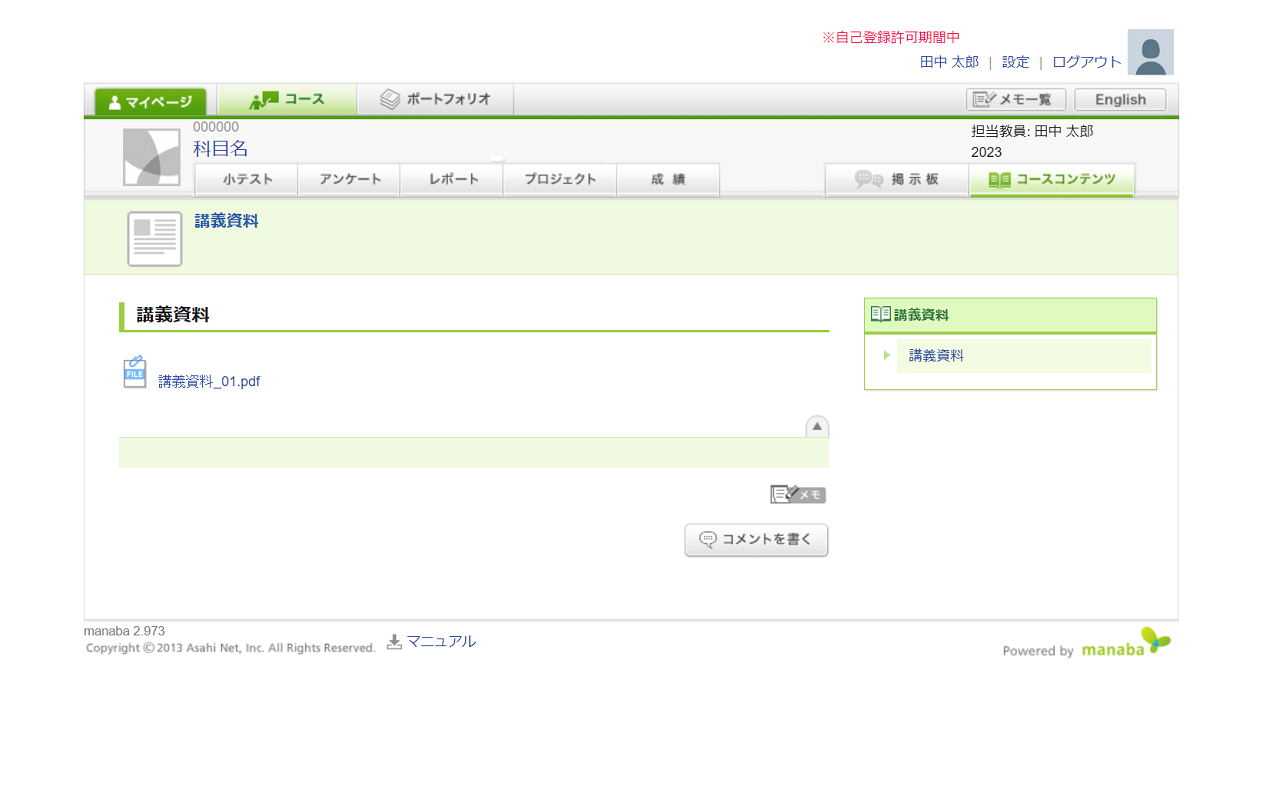 ※自己登録許可期間中
田中 太郎 | 設定 | ログアウト
マイページ コース ポートフォリオ メモ一覧 English
000000
科目名
担当教員: 田中 太郎
2023
小テスト アンケート レポート プロジェクト 成績 掲示板 コースコンテンツ
講義資料
講義資料
FILE 講義資料_01.pdf
講義資料
講義資料
メモ
コメントを書く
manaba 2.973
Copyright © 2013 Asahi Net, Inc. All Rights Reserved. マニュアル
Powered by manaba